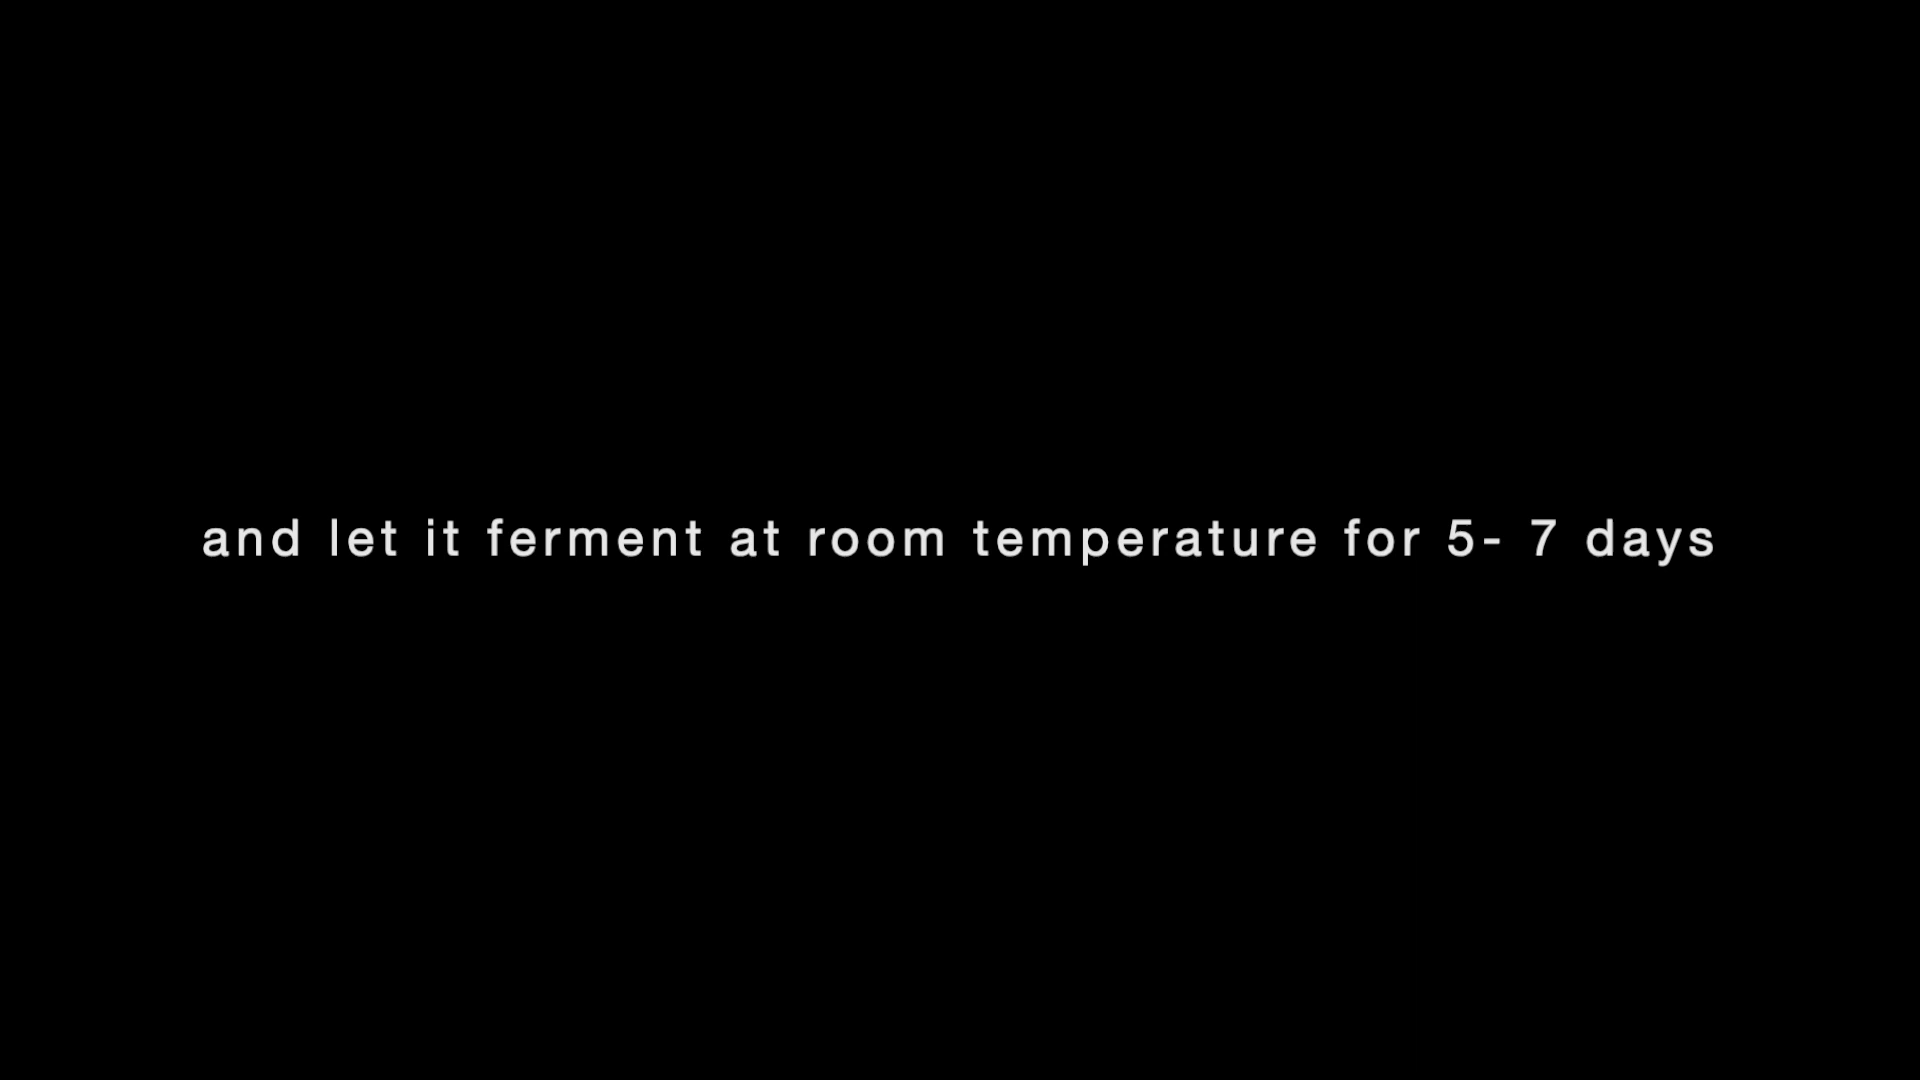 and let it ferment at room temperature for 5- 7 days